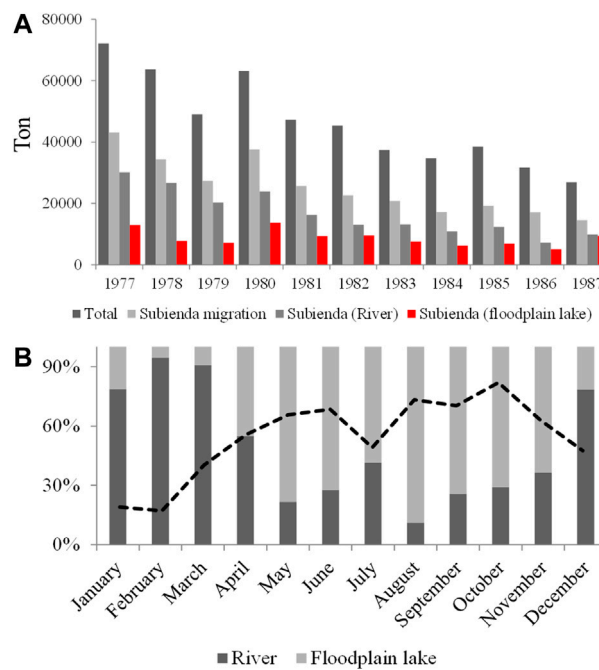 A
80000
60000
40000
20000
0
Ton
1977 1978 1979 1980 1981 1982 1983 1984 1985 1986 1987
Total Subienda migration Subienda (River) Subienda (floodplain lake)
B
90%
60%
30%
0%
January February March April May June July August September October November December
River Floodplain lake